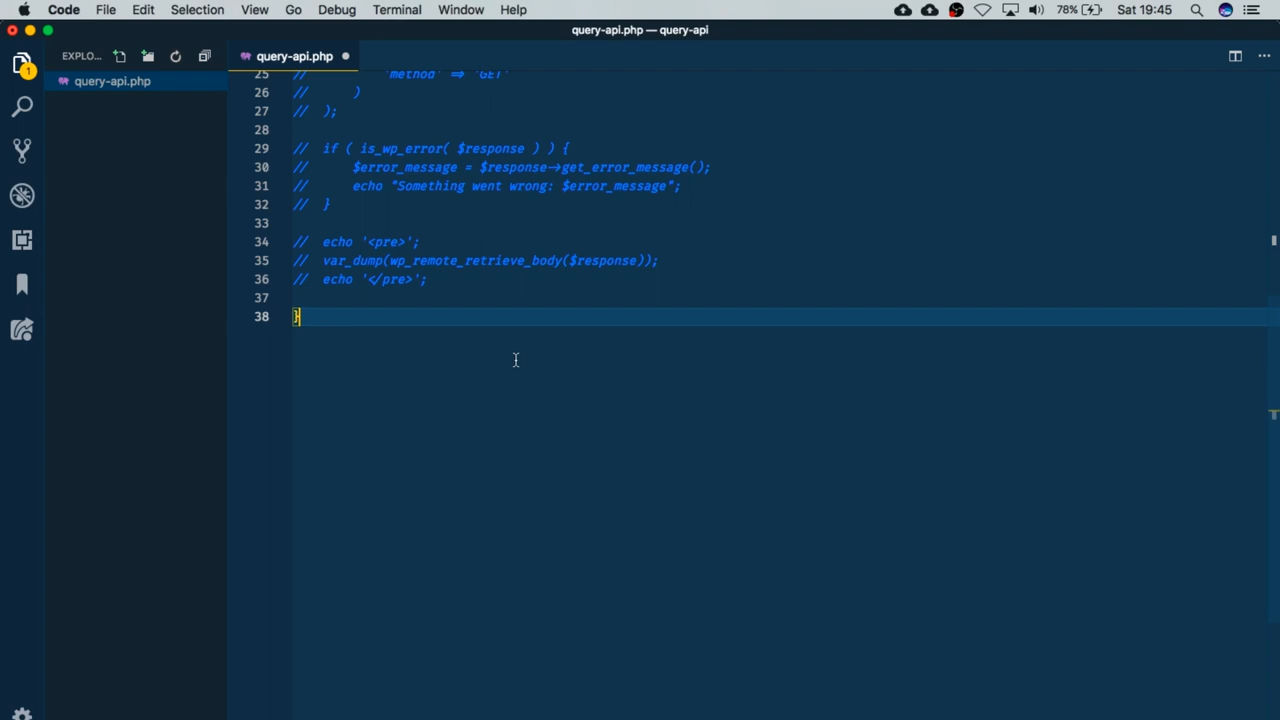 Code File Edit Selection View Go Debug Terminal Window Help 78% Sat 19:45
query-api.php — query-api
EXPLO...
query-api.php
1
query-api.php
25 // 'method' => 'GET'
26 // )
27 // );
28
29 // if ( is_wp_error( $response ) ) {
30 // $error_message = $response->get_error_message();
31 // echo "Something went wrong: $error_message";
32 // }
33
34 // echo '<pre>';
35 // var_dump(wp_remote_retrieve_body($response));
36 // echo '</pre>';
37
38 }